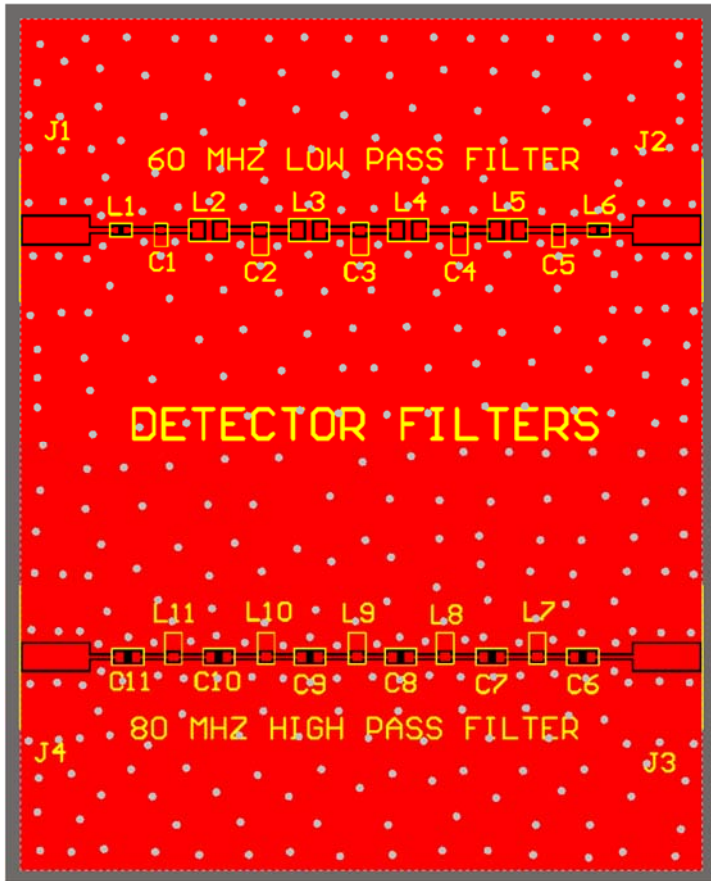 J1 J2
60 MHZ LOW PASS FILTER
L1 L2 L3 L4 L5 L6
C1 C2 C3 C4 C5
DETECTOR FILTERS
L11 L10 L9 L8 L7
C11 C10 C9 C8 C7 C6
80 MHZ HIGH PASS FILTER
J4 J3